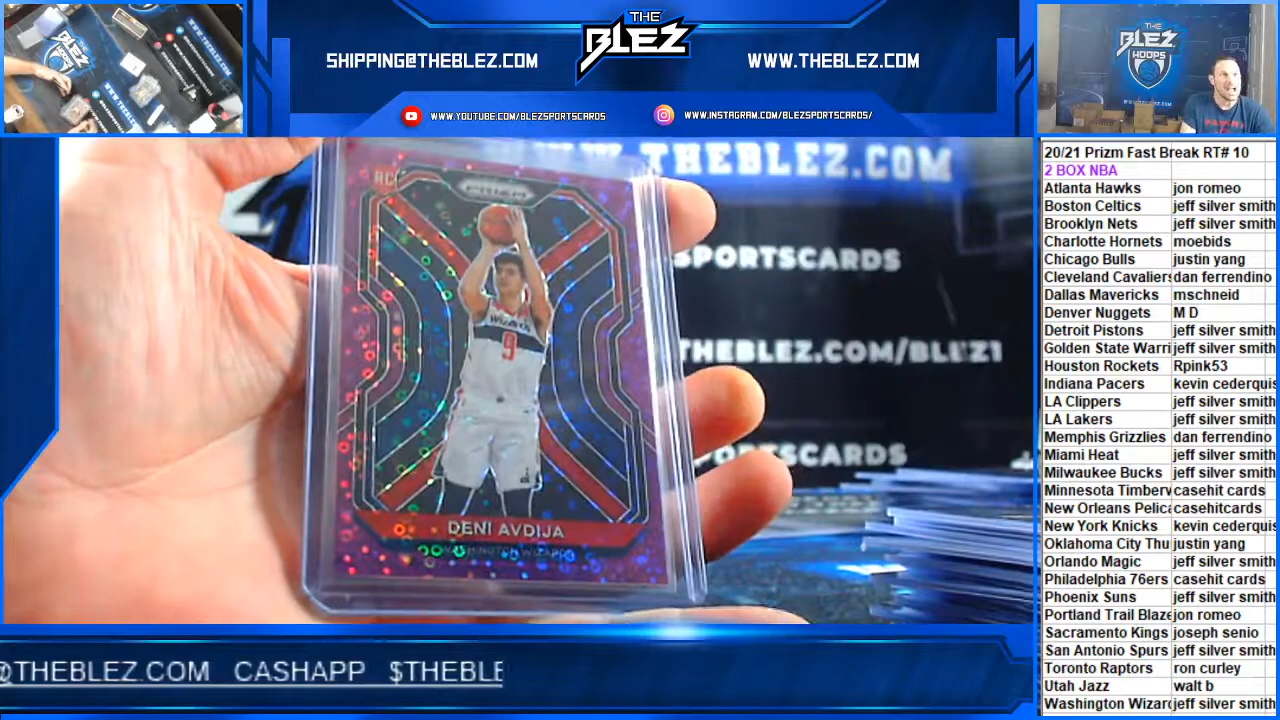 SHIPPING@THEBLEZ.COM
THE
BLEZ
WWW.THEBLEZ.COM
WWW.YOUTUBE.COM/BLEZSPORTSCARDS
WWW.INSTAGRAM.COM/BLEZSPORTSCARDS/
THE
BLEZ
HOOPS
THEBLEZ.COM
SPORTSCARDS
THEBLEZ.COM/BLEZ1
SPORTSCARDS
RC
PRIZM
WIZARDS
9
DENI AVDIJA
WASHINGTON WIZARDS
20/21 Prizm Fast Break RT# 10
2 BOX NBA
Atlanta Hawks jon romeo
Boston Celtics jeff silver smith
Brooklyn Nets jeff silver smith
Charlotte Hornets moebids
Chicago Bulls justin yang
Cleveland Cavaliers dan ferrendino
Dallas Mavericks mschneid
Denver Nuggets M D
Detroit Pistons jeff silver smith
Golden State Warri jeff silver smith
Houston Rockets Rpink53
Indiana Pacers kevin cederquis
LA Clippers jeff silver smith
LA Lakers jeff silver smith
Memphis Grizzlies dan ferrendino
Miami Heat jeff silver smith
Milwaukee Bucks jeff silver smith
Minnesota Timberv casehit cards
New Orleans Pelica casehitcards
New York Knicks kevin cederquis
Oklahoma City Thu justin yang
Orlando Magic jeff silver smith
Philadelphia 76ers casehit cards
Phoenix Suns jeff silver smith
Portland Trail Blaze jon romeo
Sacramento Kings joseph senio
San Antonio Spurs jeff silver smith
Toronto Raptors ron curley
Utah Jazz walt b
Washington Wizard jeff silver smith
@THEBLEZ.COM CASHAPP $THEBLE